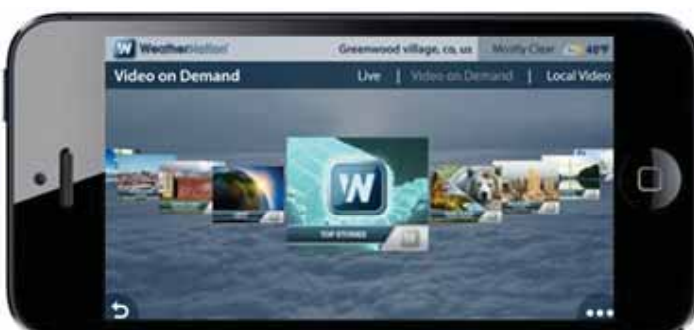 W WeatherNation Greenwood village, co, us Mostly Clear 40°F
Video on Demand Live | Video on Demand | Local Video
W
TOP STORIES